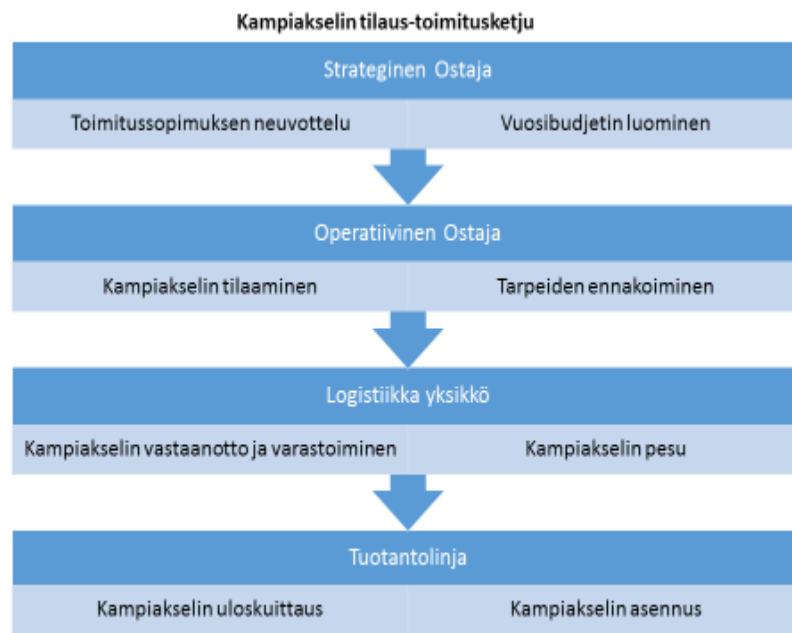 Kampiakselin tilaus-toimitusketju
Strateginen Ostaja
Toimitussopimuksen neuvottelu
Vuosibudjetin luominen
Operatiivinen Ostaja
Kampiakselin tilaaminen
Tarpeiden ennakoiminen
Logistiikka yksikkö
Kampiakselin vastaanotto ja varastoiminen
Kampiakselin pesu
Tuotantolinja
Kampiakselin uloskuittaus
Kampiakselin asennus